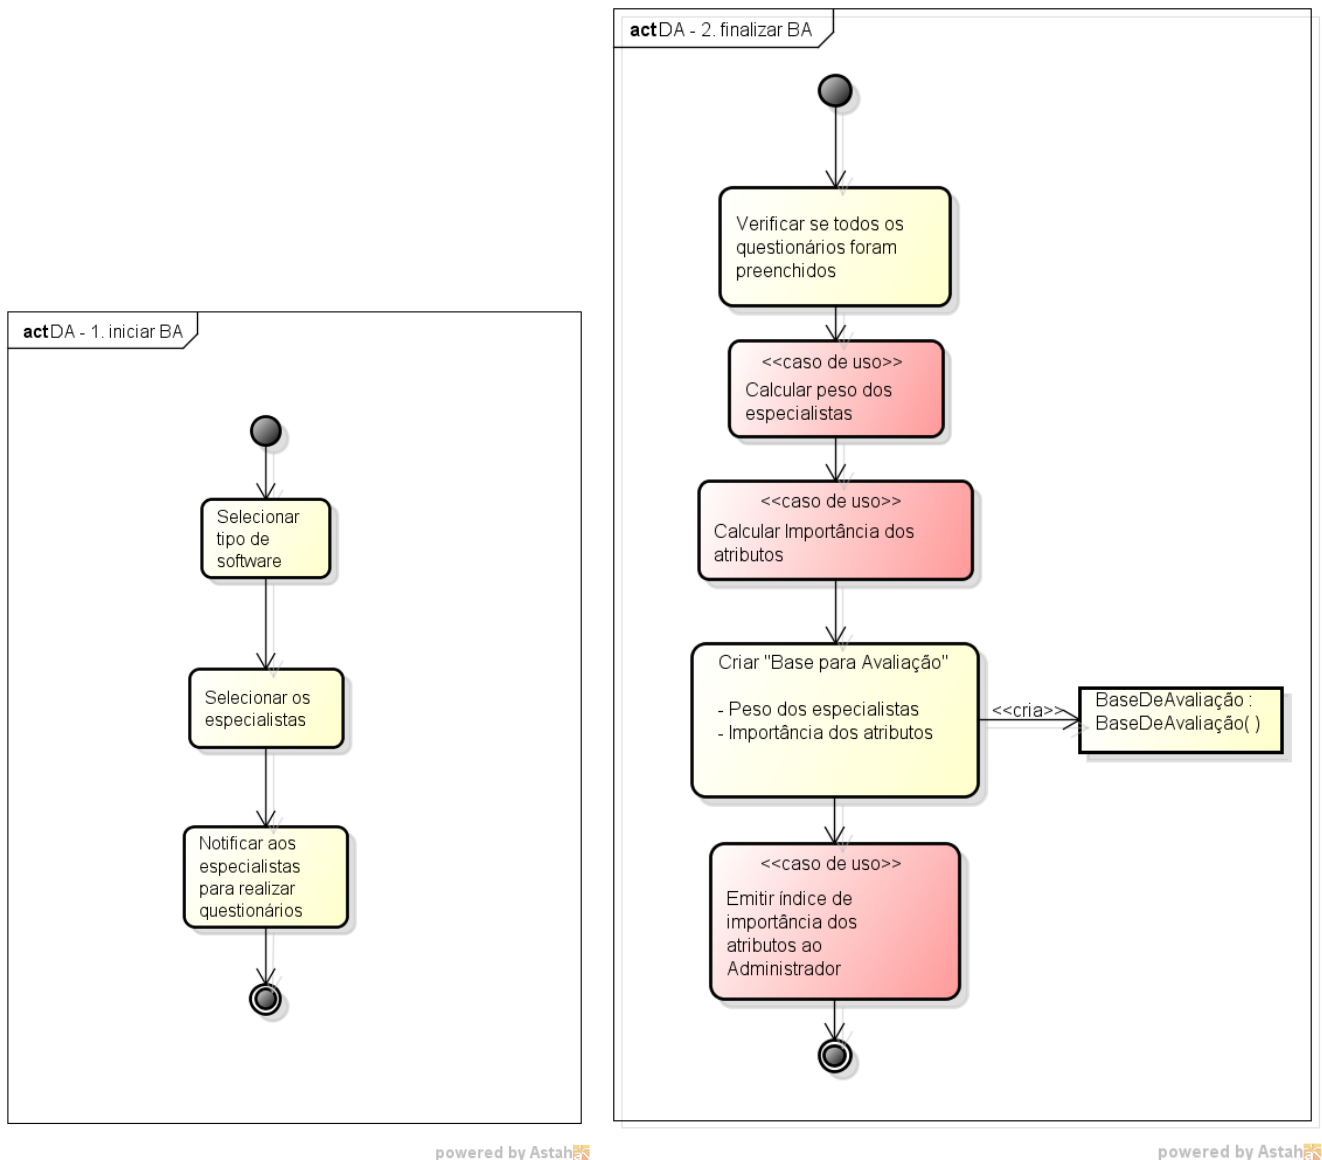 act DA - 1. iniciar BA
Selecionar
tipo de
software
Selecionar os
especialistas
Notificar aos
especialistas
para realizar
questionários
powered by Astah
act DA - 2. finalizar BA
Verificar se todos os
questionários foram
preenchidos
<<caso de uso>>
Calcular peso dos
especialistas
<<caso de uso>>
Calcular Importância dos
atributos
Criar "Base para Avaliação"
- Peso dos especialistas
- Importância dos atributos
<<cria>>
BaseDeAvaliação :
BaseDeAvaliação( )
<<caso de uso>>
Emitir índice de
importância dos
atributos ao
Administrador
powered by Astah